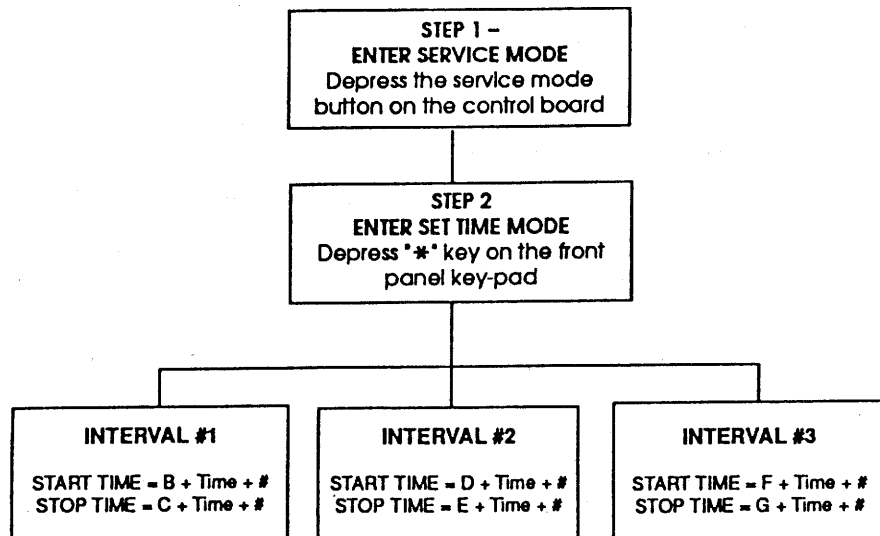 STEP 1 –
ENTER SERVICE MODE
Depress the service mode
button on the control board
STEP 2
ENTER SET TIME MODE
Depress "*" key on the front
panel key-pad
INTERVAL #1
START TIME = B + Time + #
STOP TIME = C + Time + #
INTERVAL #2
START TIME = D + Time + #
STOP TIME = E + Time + #
INTERVAL #3
START TIME = F + Time + #
STOP TIME = G + Time + #